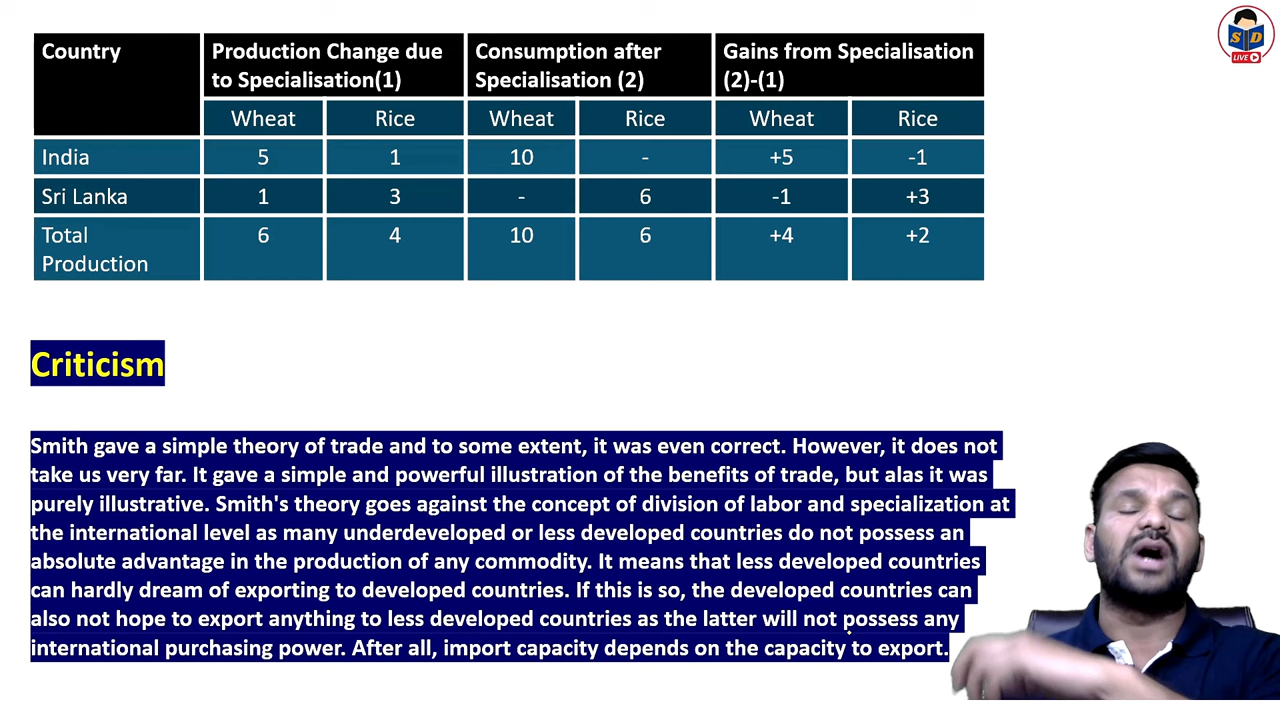 Country Production Change due to Specialisation(1) Consumption after Specialisation (2) Gains from Specialisation (2)-(1)
Wheat Rice Wheat Rice Wheat Rice
India 5 1 10 - +5 -1
Sri Lanka 1 3 - 6 -1 +3
Total Production 6 4 10 6 +4 +2
Criticism
Smith gave a simple theory of trade and to some extent, it was even correct. However, it does not
take us very far. It gave a simple and powerful illustration of the benefits of trade, but alas it was
purely illustrative. Smith's theory goes against the concept of division of labor and specialization at
the international level as many underdeveloped or less developed countries do not possess an
absolute advantage in the production of any commodity. It means that less developed countries
can hardly dream of exporting to developed countries. If this is so, the developed countries can
also not hope to export anything to less developed countries as the latter will not possess any
international purchasing power. After all, import capacity depends on the capacity to export.
S D
LIVE